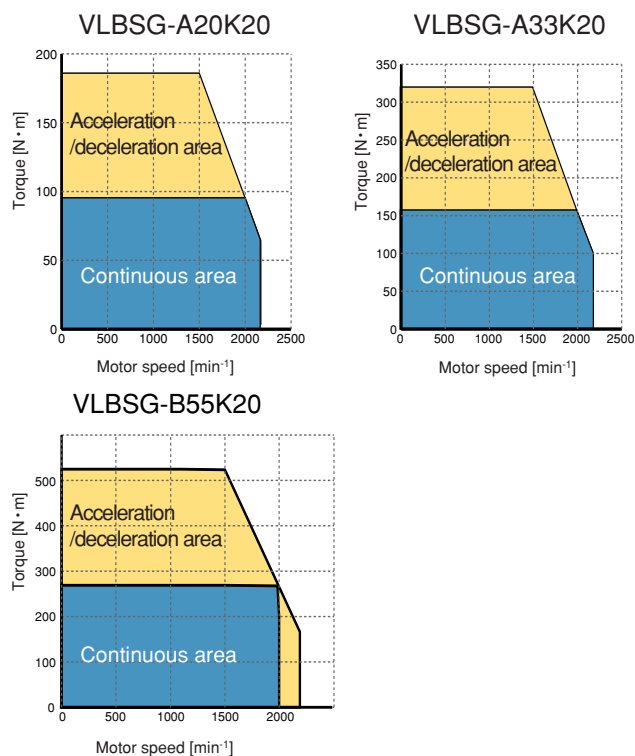 VLBSG-A20K20
Torque [N・m]
200
150
100
50
0
Acceleration
/deceleration area
Continuous area
0 500 1000 1500 2000 2500
Motor speed [min-1]
VLBSG-A33K20
Torque [N・m]
350
300
250
200
150
100
50
0
Acceleration
/deceleration area
Continuous area
0 500 1000 1500 2000 2500
Motor speed [min-1]
VLBSG-B55K20
Torque [N・m]
500
400
300
200
100
0
Acceleration
/deceleration area
Continuous area
0 500 1000 1500 2000
Motor speed [min-1]